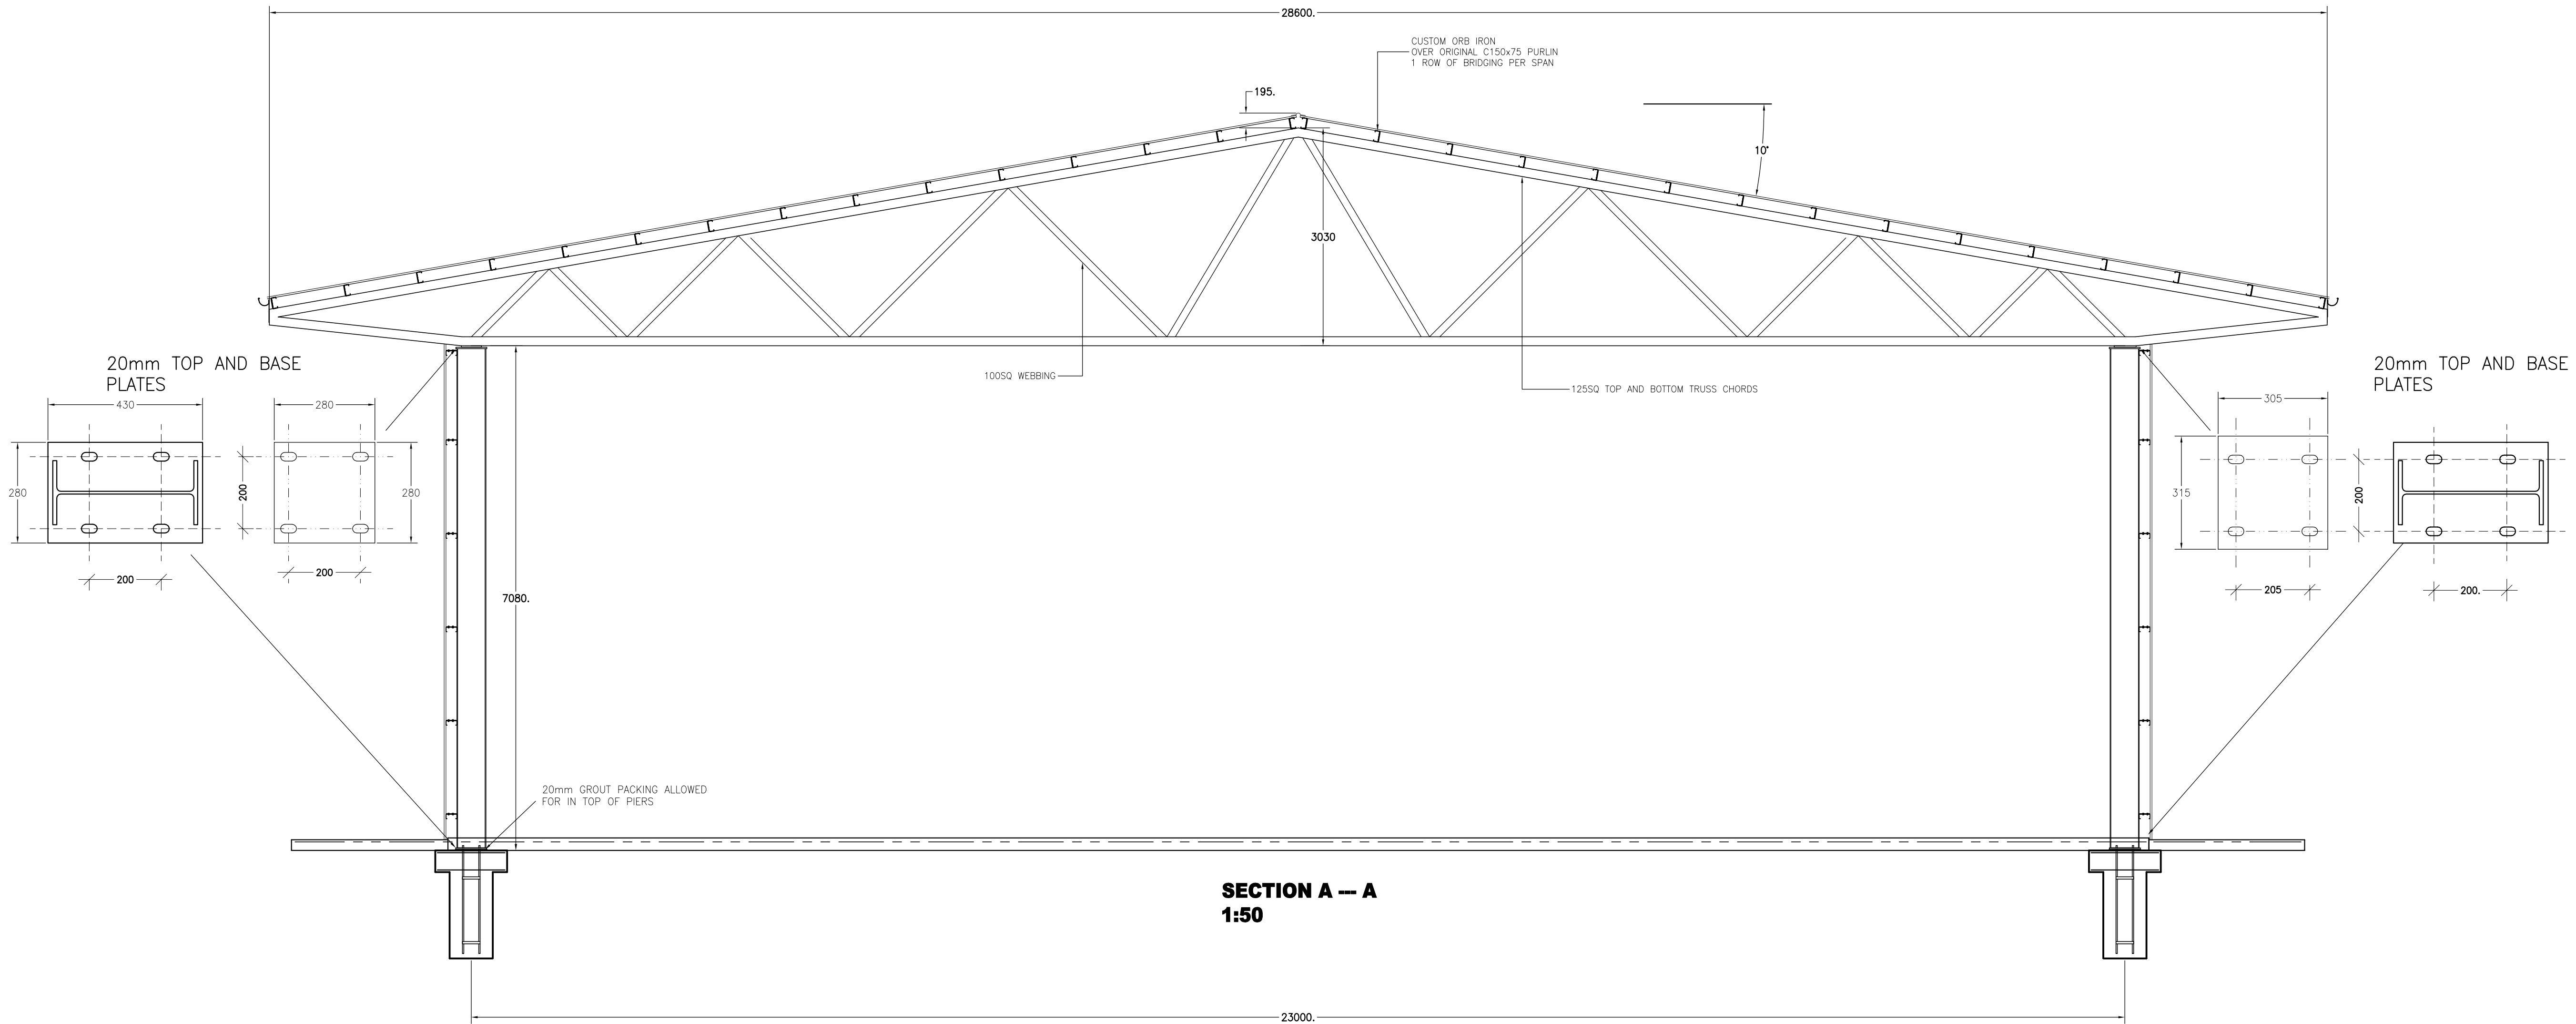 28600.
CUSTOM ORB IRON
OVER ORIGINAL C150x75 PURLIN
1 ROW OF BRIDGING PER SPAN
195.
10°
3030
20mm TOP AND BASE
PLATES
430
280
280
200
280
200
200
100SQ WEBBING
125SQ TOP AND BOTTOM TRUSS CHORDS
20mm TOP AND BASE
PLATES
305
315
200
205
200.
7080.
20mm GROUT PACKING ALLOWED
FOR IN TOP OF PIERS
SECTION A --- A
1:50
23000.